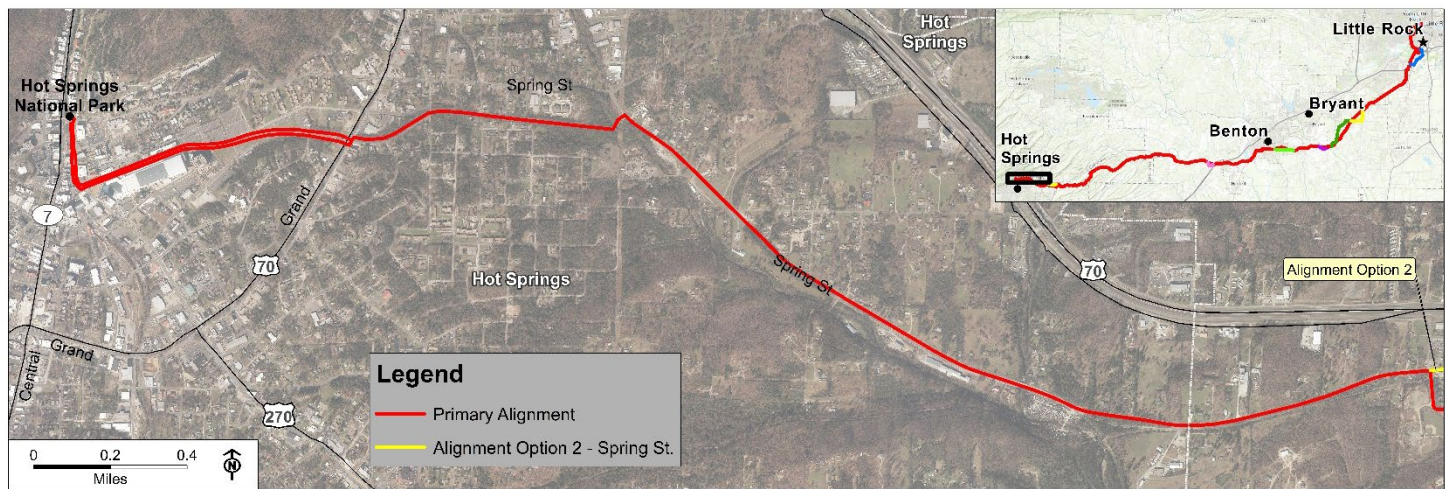 Hot Springs
National Park
Spring St
Hot
Springs
7
Grand
70
Hot Springs
Spring St
70
Alignment Option 2
Central
Grand
270
Legend
Primary Alignment
Alignment Option 2 - Spring St.
0
0.2
0.4
Miles
N
Little Rock
Bryant
Benton
Hot
Springs